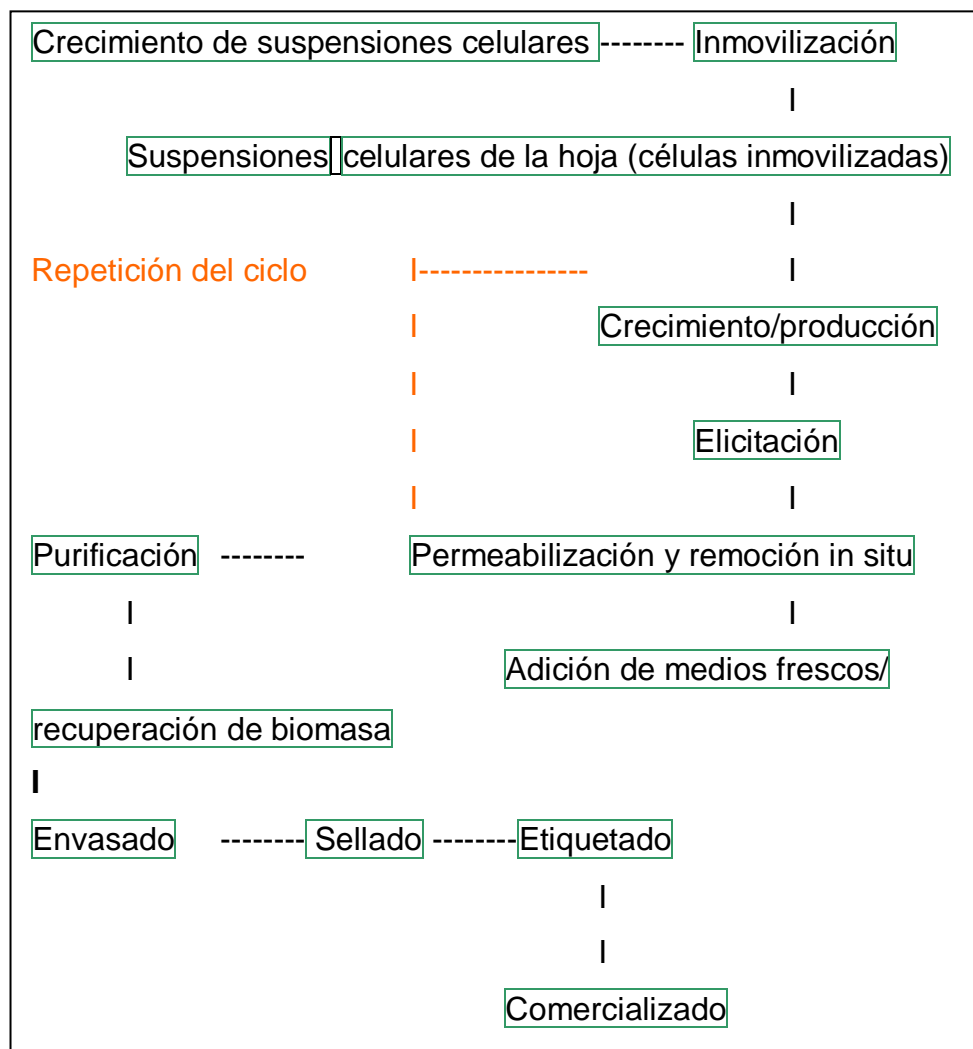 Crecimiento de suspensiones celulares -------- Inmovilización
I
Suspensiones celulares de la hoja (células inmovilizadas)
I
Repetición del ciclo I---------------- I
I Crecimiento/producción
I I
I Elicitación
I I
Purificación -------- Permeabilización y remoción in situ
I I
I Adición de medios frescos/
recuperación de biomasa
I
Envasado -------- Sellado --------Etiquetado
I
I
Comercializado